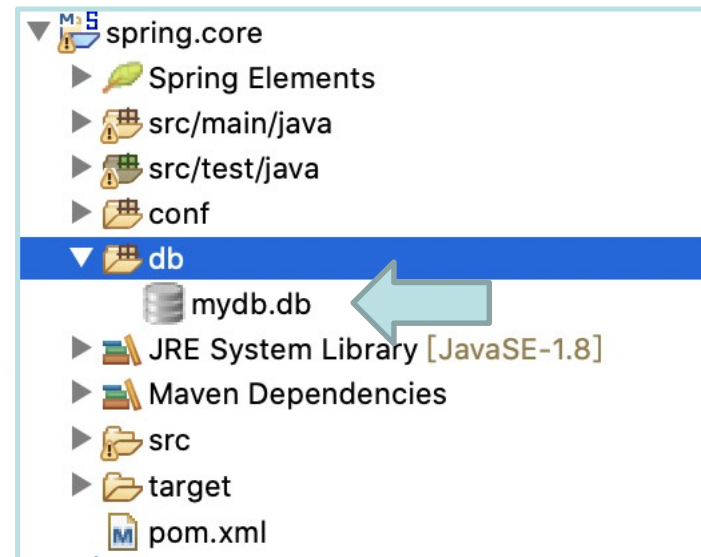 spring.core
Spring Elements
src/main/java
src/test/java
conf
db
mydb.db
JRE System Library [JavaSE-1.8]
Maven Dependencies
src
target
pom.xml